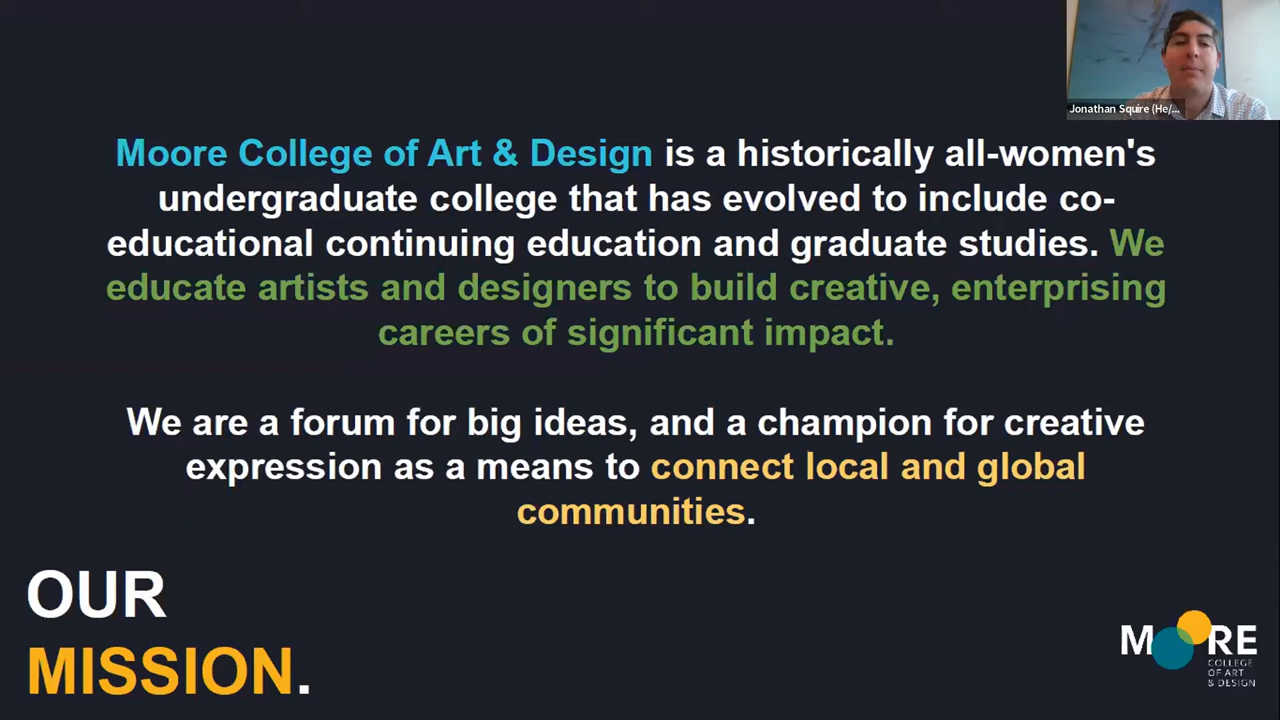 Jonathan Squire (He/...
Moore College of Art & Design is a historically all-women's
undergraduate college that has evolved to include co-
educational continuing education and graduate studies. We
educate artists and designers to build creative, enterprising
careers of significant impact.
We are a forum for big ideas, and a champion for creative
expression as a means to connect local and global
communities.
OUR
MISSION.
MOORE
COLLEGE
OF ART
& DESIGN